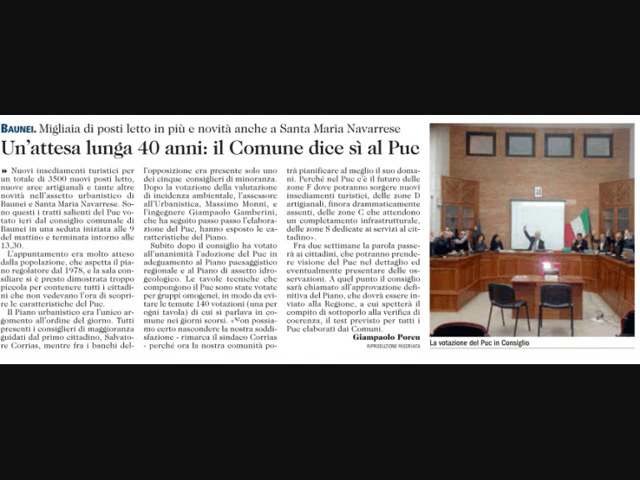 BAUNEI. Migliaia di posti letto in più e novità anche a Santa Maria Navarrese
Un'attesa lunga 40 anni: il Comune dice sì al Puc
» Nuovi insediamenti turistici per
un totale di 3500 nuovi posti letto,
nuove aree artigianali e tante altre
novità nell'assetto urbanistico di
Baunei e Santa Maria Navarrese. So-
no questi i tratti salienti del Puc vo-
tato ieri dal consiglio comunale di
Baunei in una seduta iniziata alle 9
del mattino e terminata intorno alle
13,30.
L'appuntamento era molto atteso
dalla popolazione, che aspetta il pia-
no regolatore dal 1978, e la sala con-
siliare si è presto dimostrata troppo
piccola per contenere tutti i cittadi-
ni che non vedevano l'ora di scopri-
re le caratteristiche del Puc.
Il Piano urbanistico era l'unico ar-
gomento all'ordine del giorno. Tutti
presenti i consiglieri di maggioranza
guidati dal primo cittadino, Salvato-
re Corrias, mentre fra i banchi del-
l'opposizione era presente solo uno
dei cinque consiglieri di minoranza.
Dopo la votazione della valutazione
di incidenza ambientale, l'assessore
all'Urbanistica, Massimo Monni, e
l'ingegnere Giampaolo Gamberini,
che ha seguito passo passo l'elabora-
zione del Puc, hanno esposto le ca-
ratteristiche del Piano.
Subito dopo il consiglio ha votato
all'unanimità l'adozione del Puc in
adeguamento al Piano paesaggistico
regionale e al Piano di assetto idro-
geologico. Le tavole tecniche che
compongono il Puc sono state votate
per gruppi omogenei, in modo da evi-
tare le temute 140 votazioni (una per
ogni tavola) di cui si parlava in co-
mune nei giorni scorsi. «Non possia-
mo certo nascondere la nostra soddi-
sfazione - rimarca il sindaco Corrias
- perché ora la nostra comunità po-
trà pianificare al meglio il suo doma-
ni. Perché nel Puc c'è il futuro delle
zone F dove potranno sorgere nuovi
insediamenti turistici, delle zone D
artigianali, finora drammaticamente
assenti, delle zone C che attendono
un completamento infrastrutturale,
delle zone S dedicate ai servizi al cit-
tadino».
Fra due settimane la parola passe-
rà ai cittadini, che potranno prende-
re visione del Puc nel dettaglio ed
eventualmente presentare delle os-
servazioni. A quel punto il consiglio
sarà chiamato all'approvazione defi-
nitiva del Piano, che dovrà essere in-
viato alla Regione, a cui spetterà il
compito di sottoporlo alla verifica di
coerenza, il test previsto per tutti i
Puc elaborati dai Comuni.
Giampaolo Porcu
RIPRODUZIONE RISERVATA
La votazione del Puc in Consiglio